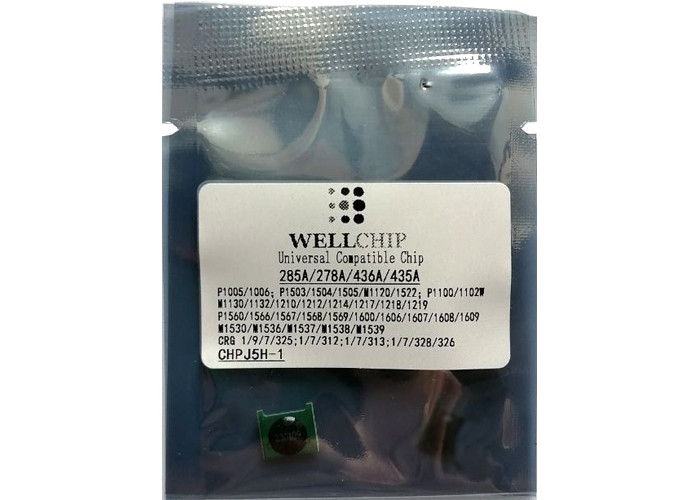 WELLCHIP
Universal Compatible Chip
285A/278A/436A/435A
P1005/1006; P1503/1504/1505/M1120/1522; P1100/1102W
M1130/1132/1210/1212/1214/1217/1218/1219
P1560/1566/1567/1568/1569/1600/1606/1607/1608/1609
M1530/M1536/M1537/M1538/M1539
CRG 1/9/7/325;1/7/312;1/7/313;1/7/328/326
CHPJ5H-1